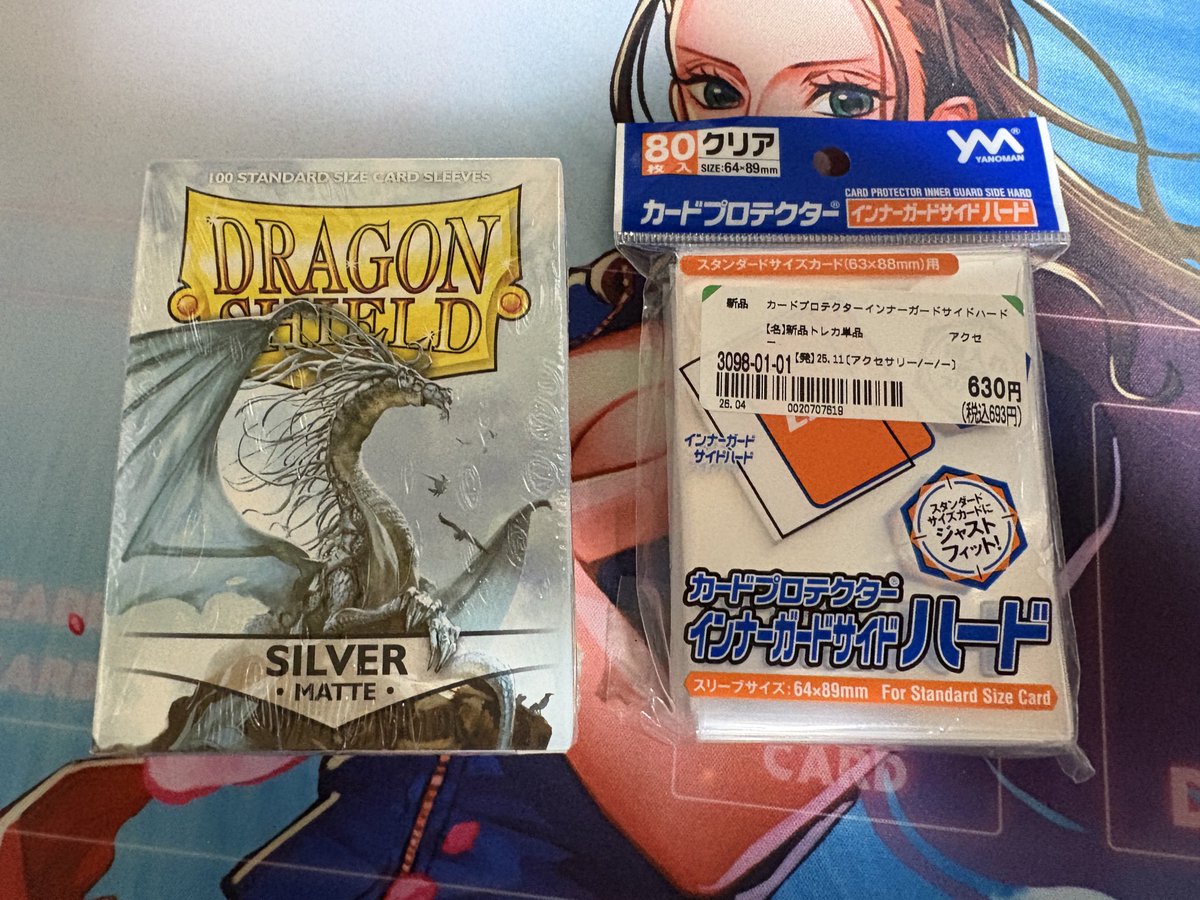 100 STANDARD SIZE CARD SLEEVES
DRAGON
SHIELD
SILVER
• MATTE •
80
枚入
クリア
SIZE:64×89mm
YM®
YANOMAN
CARD PROTECTOR INNER GUARD SIDE HARD
カードプロテクター® インナーガードサイドハード
スタンダードサイズカード(63×88mm)用
新品 カードプロテクターインナーガードサイドハード
【名】新品トレカ単品 アクセ
ー
3098-01-01 【発】25.11〔アクセサリー/ー/ー〕
630円
(税込693円)
26.04 0020707619
インナーガード
サイドハード
スタンダード
サイズカードに
ジャスト
フィット!
カードプロテクター®
インナーガードサイドハード
スリーブサイズ:64×89mm For Standard Size Card
CARD